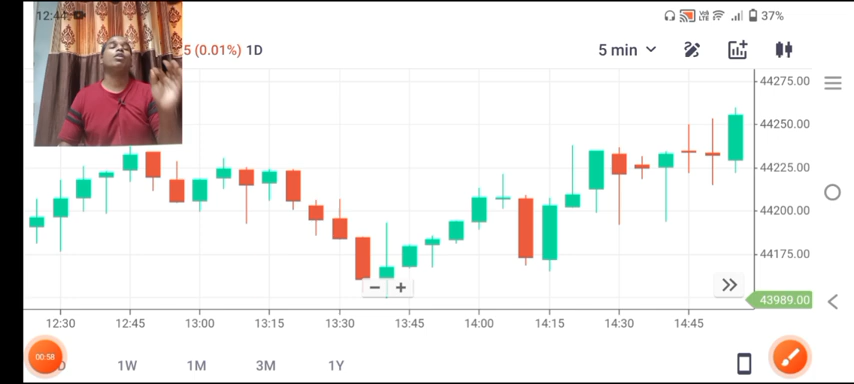 12:44
37%
5 (0.01%) 1D
5 min
44275.00
44250.00
44225.00
44200.00
44175.00
43989.00
12:30 12:45 13:00 13:15 13:30 13:45 14:00 14:15 14:30 14:45
00:58
1W 1M 3M 1Y